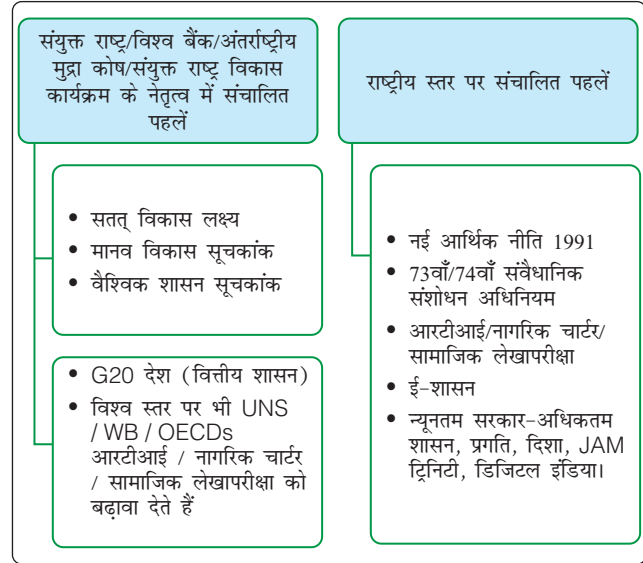 संयुक्त राष्ट्र/विश्व बैंक/अंतर्राष्ट्रीय
मुद्रा कोष/संयुक्त राष्ट्र विकास
कार्यक्रम के नेतृत्व में संचालित
पहलें
• सतत् विकास लक्ष्य
• मानव विकास सूचकांक
• वैश्विक शासन सूचकांक
• G20 देश (वित्तीय शासन)
• विश्व स्तर पर भी UNS
/ WB / OECDs
आरटीआई / नागरिक चार्टर
/ सामाजिक लेखापरीक्षा को
बढ़ावा देते हैं
राष्ट्रीय स्तर पर संचालित पहलें
• नई आर्थिक नीति 1991
• 73वाँ/74वाँ संवैधानिक
संशोधन अधिनियम
• आरटीआई/नागरिक चार्टर/
सामाजिक लेखापरीक्षा
• ई-शासन
• न्यूनतम सरकार-अधिकतम
शासन, प्रगति, दिशा, JAM
ट्रिनिटी, डिजिटल इंडिया।